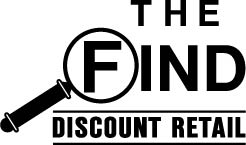 THE
FIND
DISCOUNT RETAIL